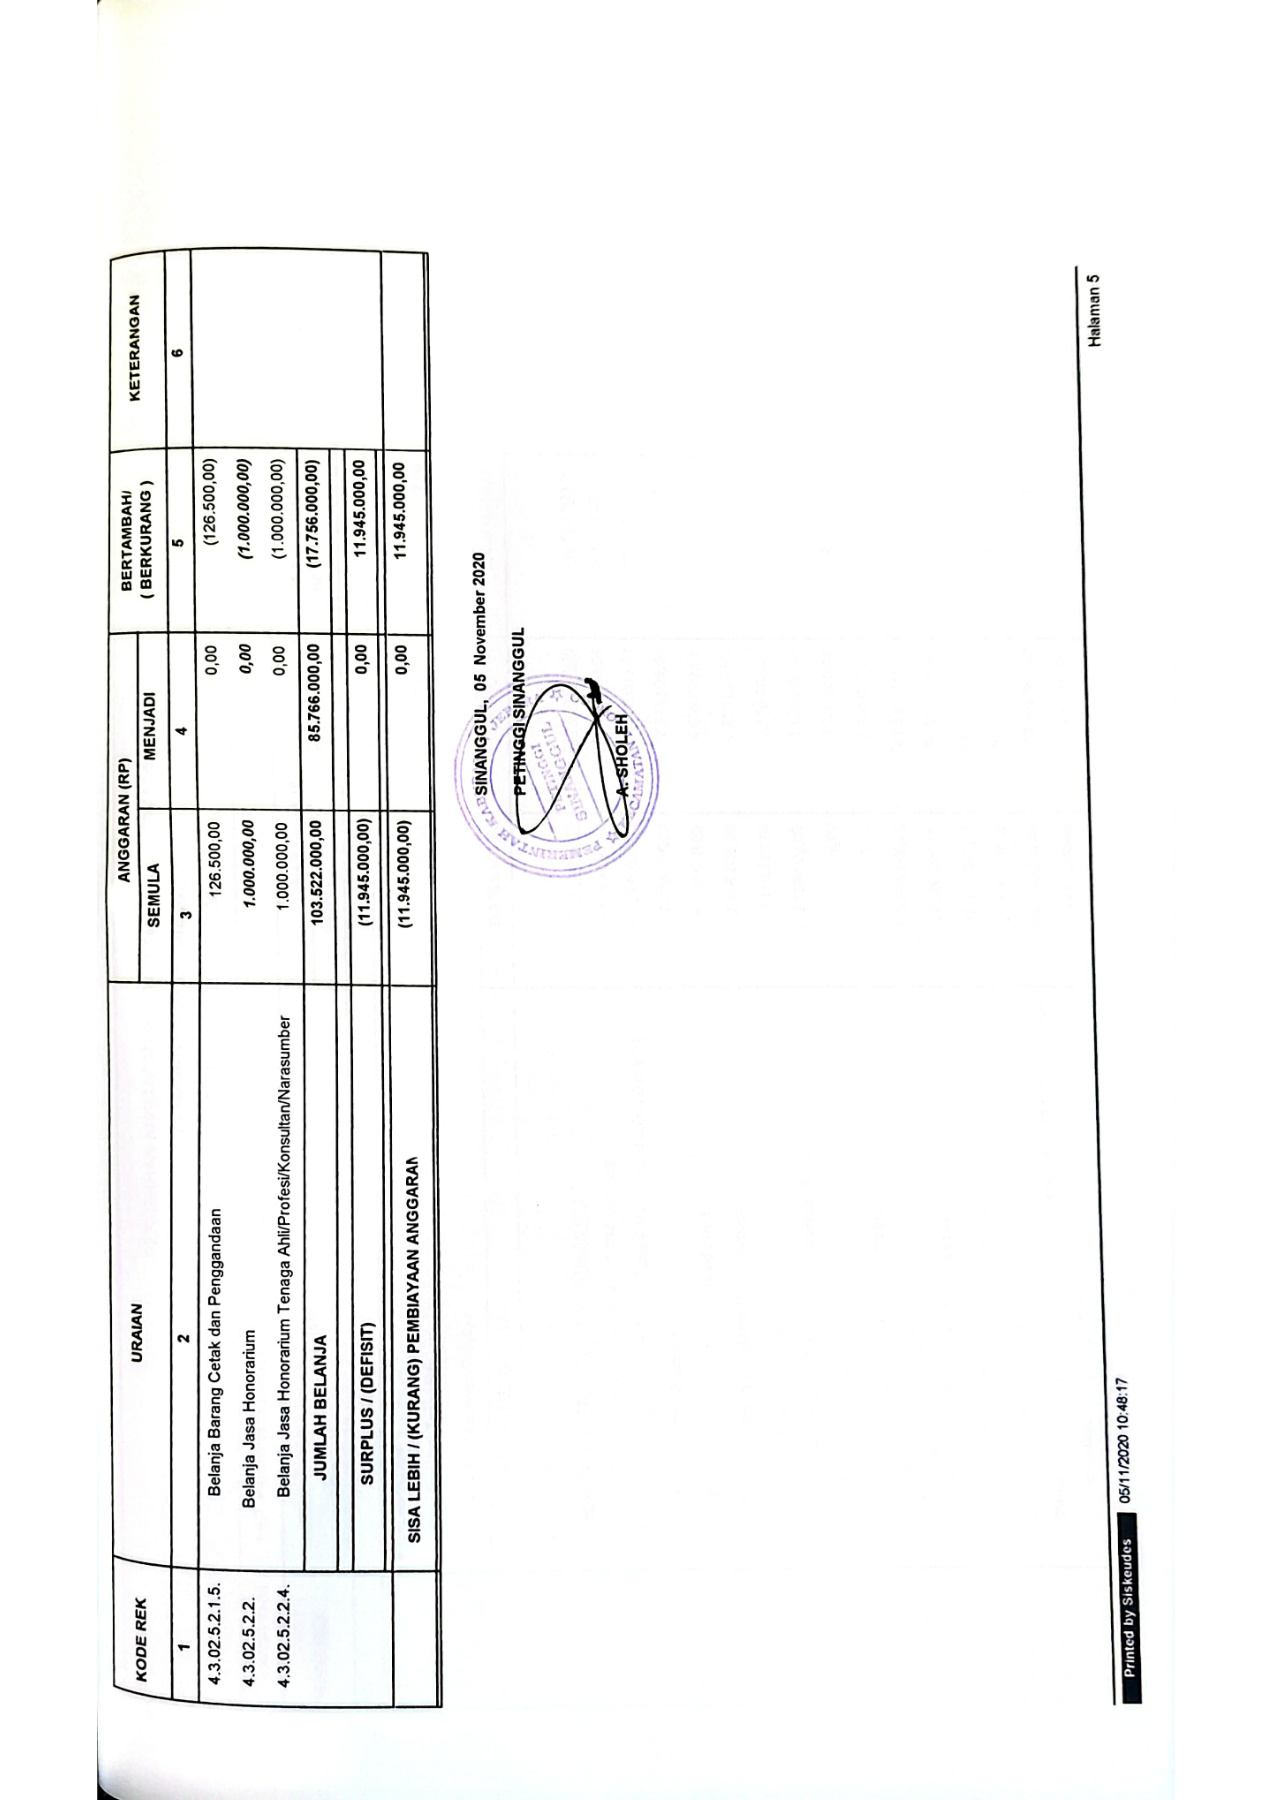 KODE REK URAIAN ANGGARAN (RP) BERTAMBAH/ ( BERKURANG ) KETERANGAN
SEMULA MENJADI
1 2 3 4 5 6
4.3.02.5.2.1.5. Belanja Barang Cetak dan Penggandaan 126.500,00 0,00 (126.500,00)
4.3.02.5.2.2. Belanja Jasa Honorarium 1.000.000,00 0,00 (1.000.000,00)
4.3.02.5.2.2.4. Belanja Jasa Honorarium Tenaga Ahli/Profesi/Konsultan/Narasumber 1.000.000,00 0,00 (1.000.000,00)
JUMLAH BELANJA 103.522.000,00 85.766.000,00 (17.756.000,00)
SURPLUS / (DEFISIT) (11.945.000,00) 0,00 11.945.000,00
SISA LEBIH / (KURANG) PEMBIAYAAN ANGGARAN (11.945.000,00) 0,00 11.945.000,00
SINANGGUL, 05 November 2020
PETINGGI SINANGGUL
PEMERINTAH
PETINGGI
SINANGGUL
A. SHOLEH
Halaman 5
Printed by Siskeudes 05/11/2020 10:48:17